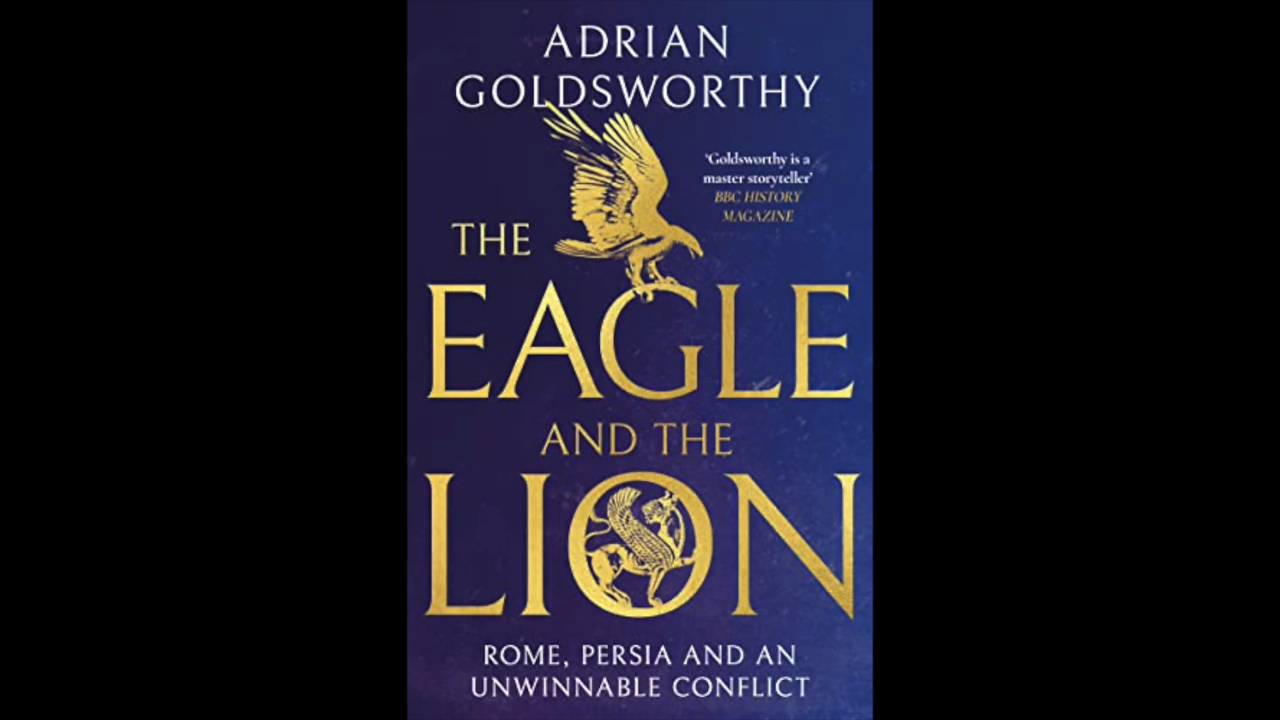 ADRIAN
GOLDSWORTHY
‘Goldsworthy is a
master storyteller’
BBC HISTORY
MAGAZINE
THE
EAGLE
AND THE
LION
ROME, PERSIA AND AN
UNWINNABLE CONFLICT